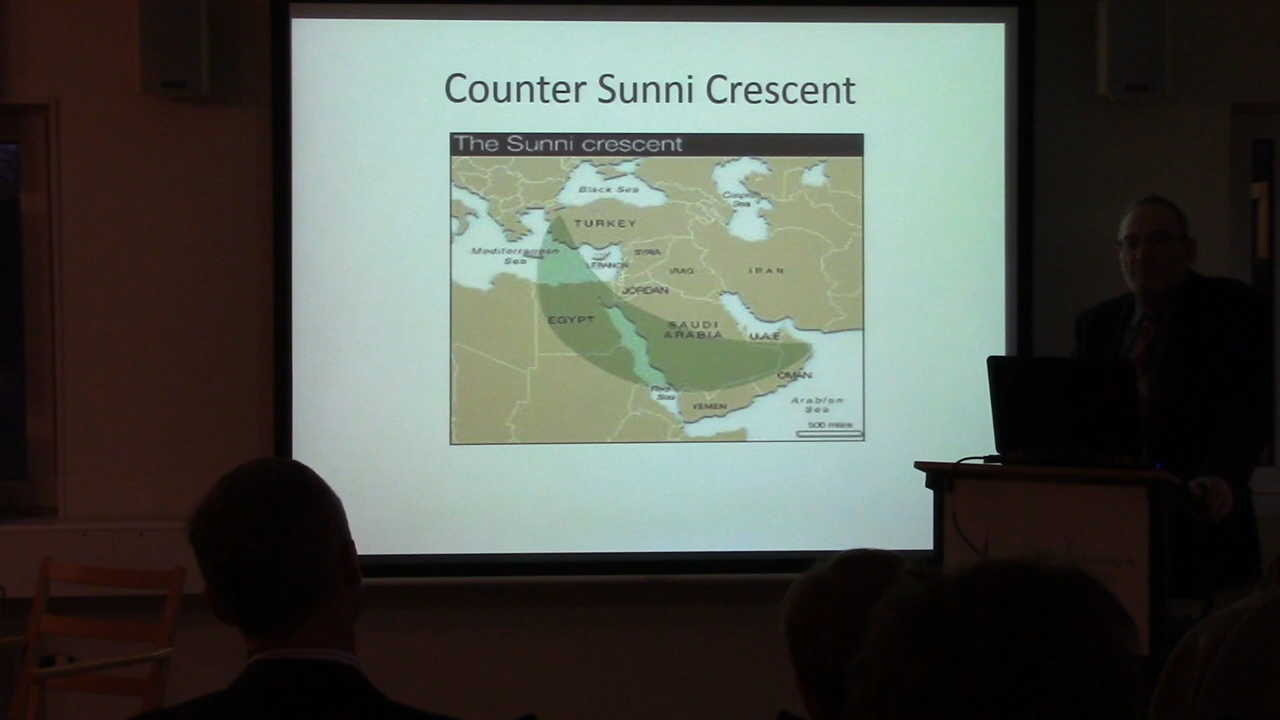 Counter Sunni Crescent
The Sunni crescent
Black Sea
Caspian
Sea
TURKEY
Mediterranean
Sea
SYRIA
LEBANON
IRAQ
IRAN
JORDAN
EGYPT
SAUDI
ARABIA
U.A.E
OMAN
Red
Sea
YEMEN
Arabian
Sea
500 miles